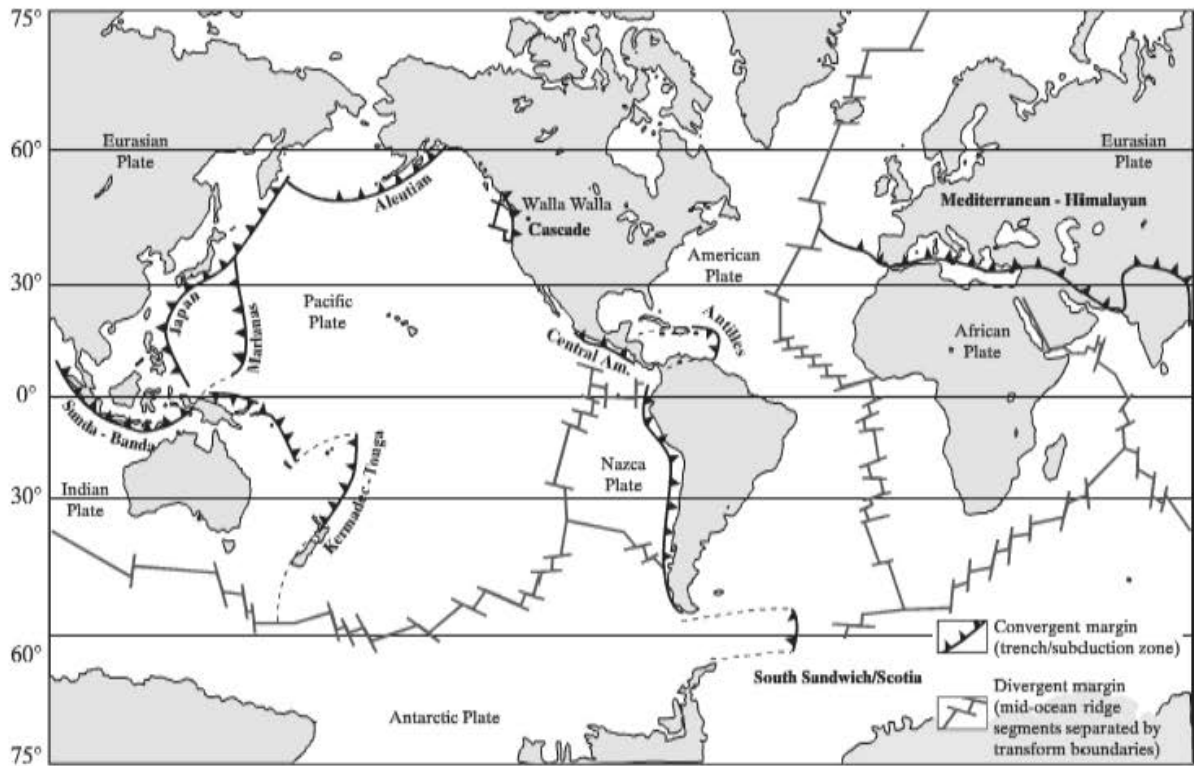 75°
60°
30°
0°
30°
60°
75°
Eurasian
Plate
Aleutian
Walla Walla
Cascade
American
Plate
Eurasian
Plate
Mediterranean - Himalayan
Japan
Marianas
Pacific
Plate
Central Am.
Antilles
African
Plate
Sunda - Banda
Indian
Plate
Kermadec - Tonga
Nazca
Plate
Antarctic Plate
South Sandwich/Scotia
Convergent margin
(trench/subduction zone)
Divergent margin
(mid-ocean ridge
segments separated by
transform boundaries)